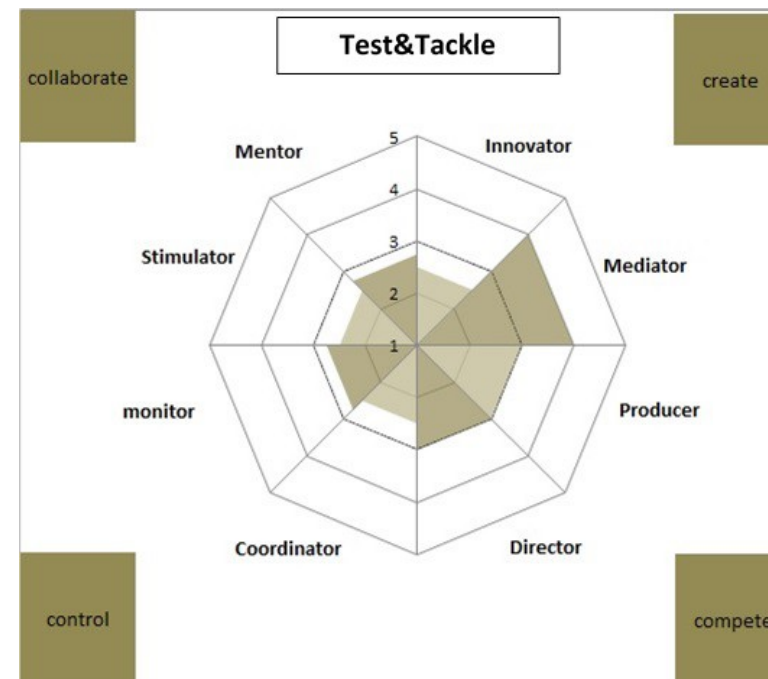 Test&Tackle
collaborate
create
5
Innovator
Mentor
4
3
Stimulator
Mediator
2
1
monitor
Producer
Coordinator
Director
control
compete